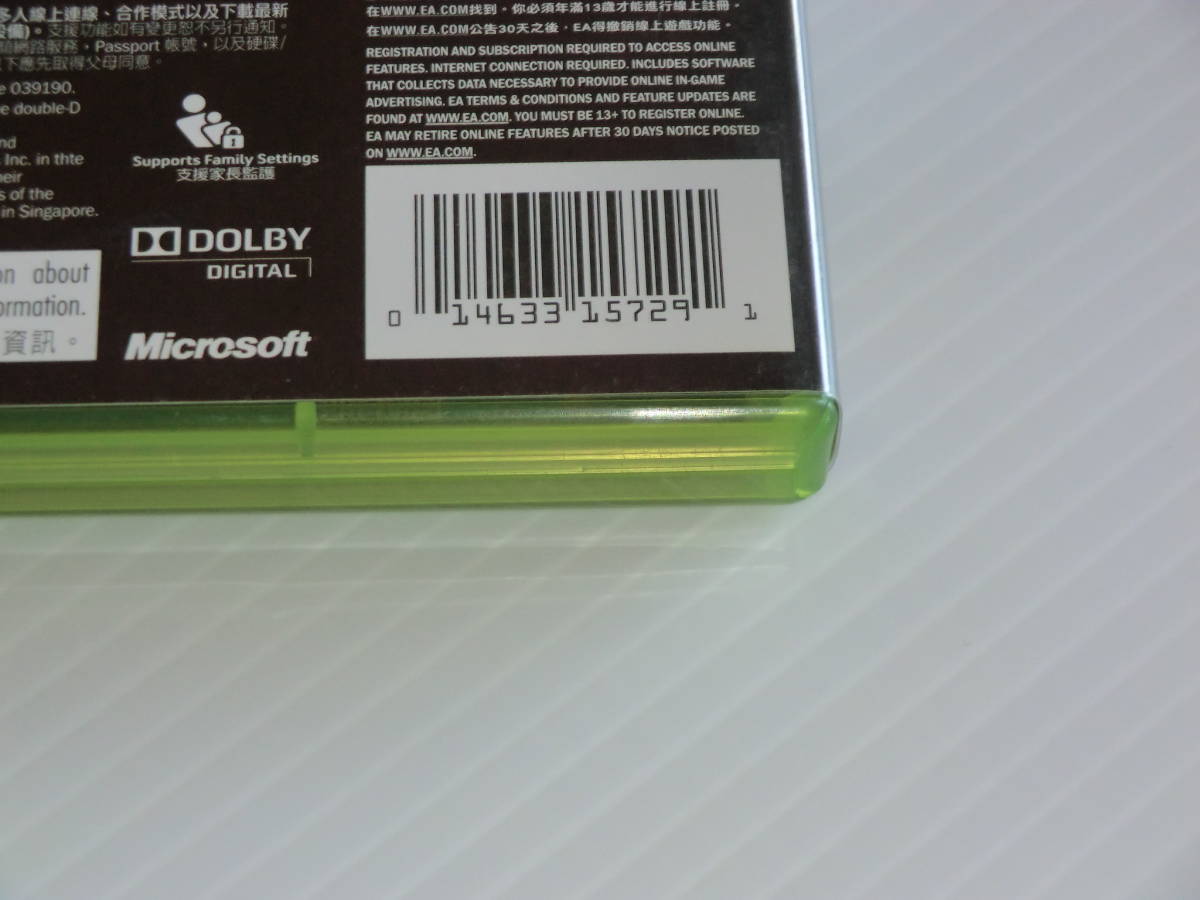 多人線上連線、合作模式以及下載最新
設備)。支援功能如有變更恕不另行通知。
網路服務，Passport 帳號，以及硬碟/
下應先取得父母同意。
039190.
double-D
Inc. in thte
s of the
in Singapore.
about
資訊。
Supports Family Settings
支援家長監護
DOLBY
DIGITAL
Microsoft
在WWW.EA.COM找到。你必須年滿13歲才能進行線上註冊。
在WWW.EA.COM公告30天之後，EA得撤銷線上遊戲功能。
REGISTRATION AND SUBSCRIPTION REQUIRED TO ACCESS ONLINE
FEATURES. INTERNET CONNECTION REQUIRED. INCLUDES SOFTWARE
THAT COLLECTS DATA NECESSARY TO PROVIDE ONLINE IN-GAME
ADVERTISING. EA TERMS & CONDITIONS AND FEATURE UPDATES ARE
FOUND AT WWW.EA.COM. YOU MUST BE 13+ TO REGISTER ONLINE.
EA MAY RETIRE ONLINE FEATURES AFTER 30 DAYS NOTICE POSTED
ON WWW.EA.COM.
0 14633 15729 1